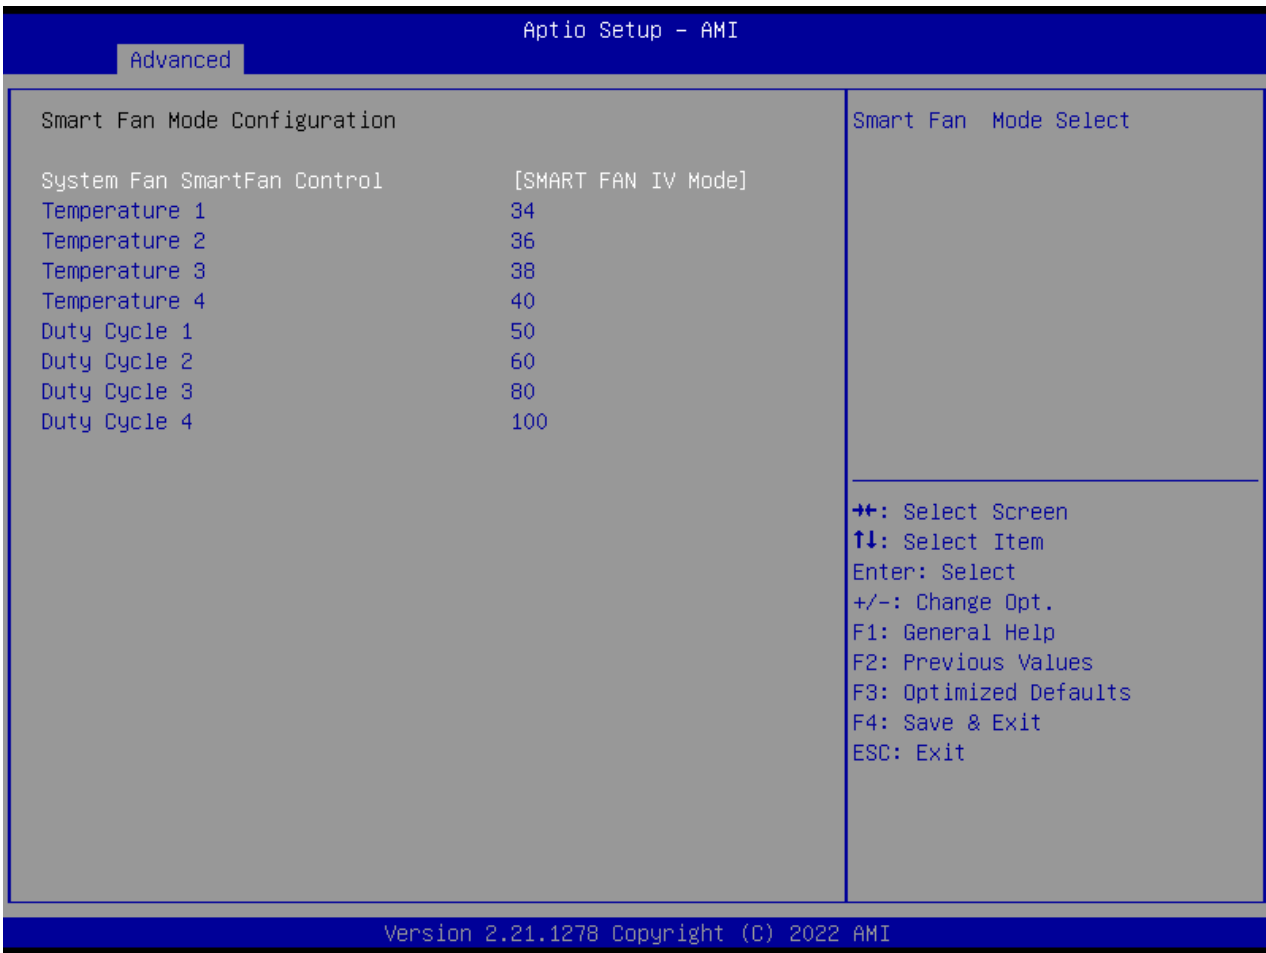 Aptio Setup – AMI
Advanced
Smart Fan Mode Configuration
System Fan SmartFan Control [SMART FAN IV Mode]
Temperature 1 34
Temperature 2 36
Temperature 3 38
Temperature 4 40
Duty Cycle 1 50
Duty Cycle 2 60
Duty Cycle 3 80
Duty Cycle 4 100
Smart Fan  Mode Select
→←: Select Screen
↑↓: Select Item
Enter: Select
+/-: Change Opt.
F1: General Help
F2: Previous Values
F3: Optimized Defaults
F4: Save & Exit
ESC: Exit
Version 2.21.1278 Copyright (C) 2022 AMI